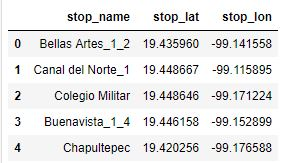 stop_name stop_lat stop_lon
0 Bellas Artes_1_2 19.435960 -99.141558
1 Canal del Norte_1 19.448667 -99.115895
2 Colegio Militar 19.448646 -99.171224
3 Buenavista_1_4 19.446158 -99.152899
4 Chapultepec 19.420256 -99.176588